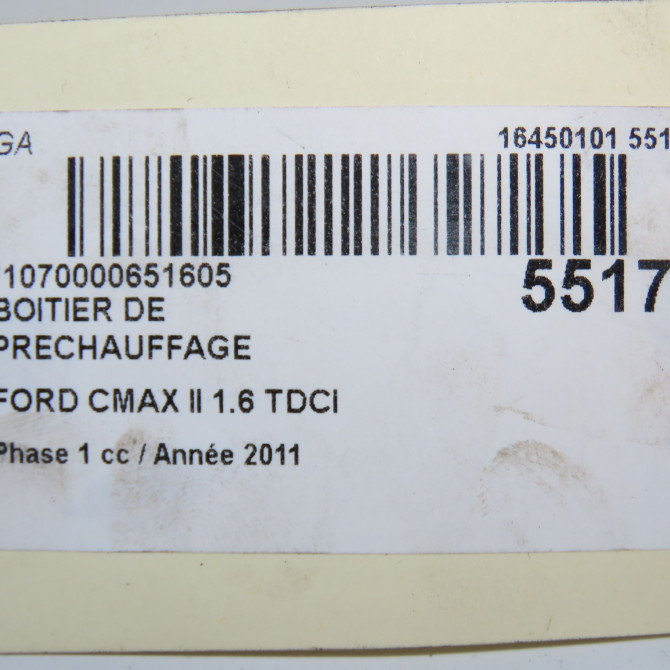 GA
16450101 551
1070000651605
5517
BOITIER DE
PRECHAUFFAGE
FORD CMAX II 1.6 TDCI
Phase 1 cc / Année 2011